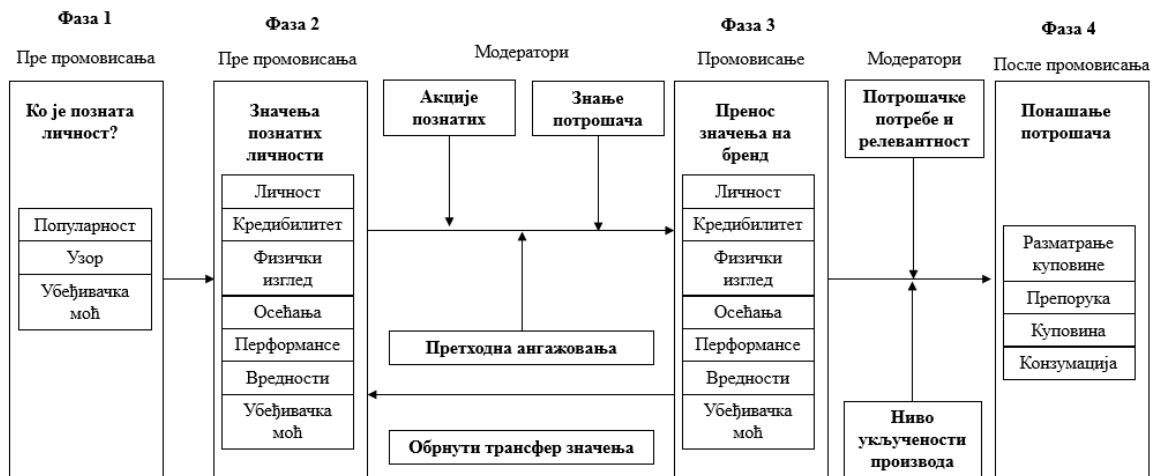 Фаза 1
Пре промовисања
Ко је позната
личност?
Популарност
Узор
Убеђивачка
моћ
Фаза 2
Пре промовисања
Значења
познатих
личности
Личност
Кредибилитет
Физички
изглед
Осећања
Перформансе
Вредности
Убеђивачка
моћ
Модератори
Акције
познатих
Знање
потрошача
Претходна ангажовања
Обрнути трансфер значења
Фаза 3
Промовисање
Пренос
значења на
бренд
Личност
Кредибилитет
Физички
изглед
Осећања
Перформансе
Вредности
Убеђивачка
моћ
Модератори
Потрошачке
потребе и
релевантност
Ниво
укључености
производа
Фаза 4
После промовисања
Понашање
потрошача
Разматрање
куповине
Препорука
Куповина
Конзумација